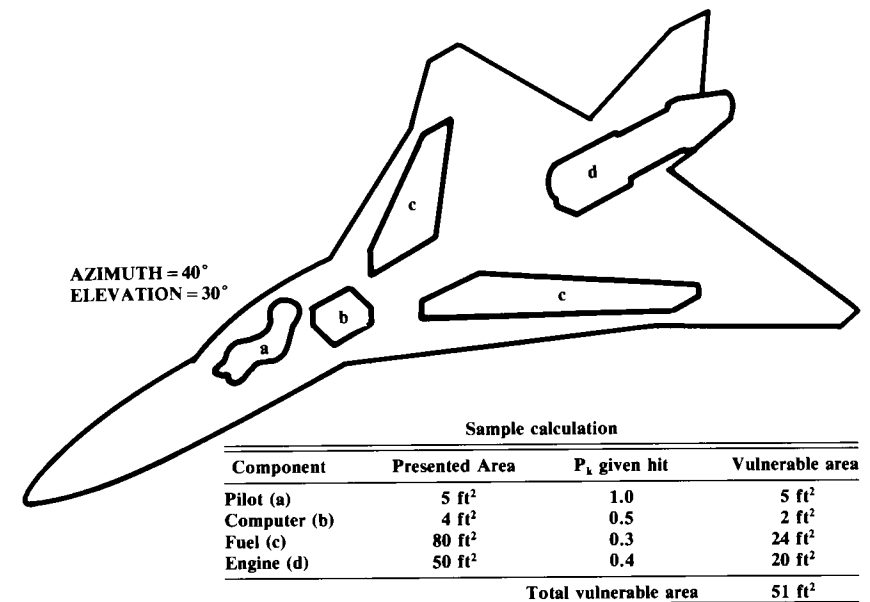 d
c
AZIMUTH = 40°
ELEVATION = 30°
c
b
a
Sample calculation
Component Presented Area Pk given hit Vulnerable area
Pilot (a) 5 ft² 1.0 5 ft²
Computer (b) 4 ft² 0.5 2 ft²
Fuel (c) 80 ft² 0.3 24 ft²
Engine (d) 50 ft² 0.4 20 ft²
Total vulnerable area 51 ft²